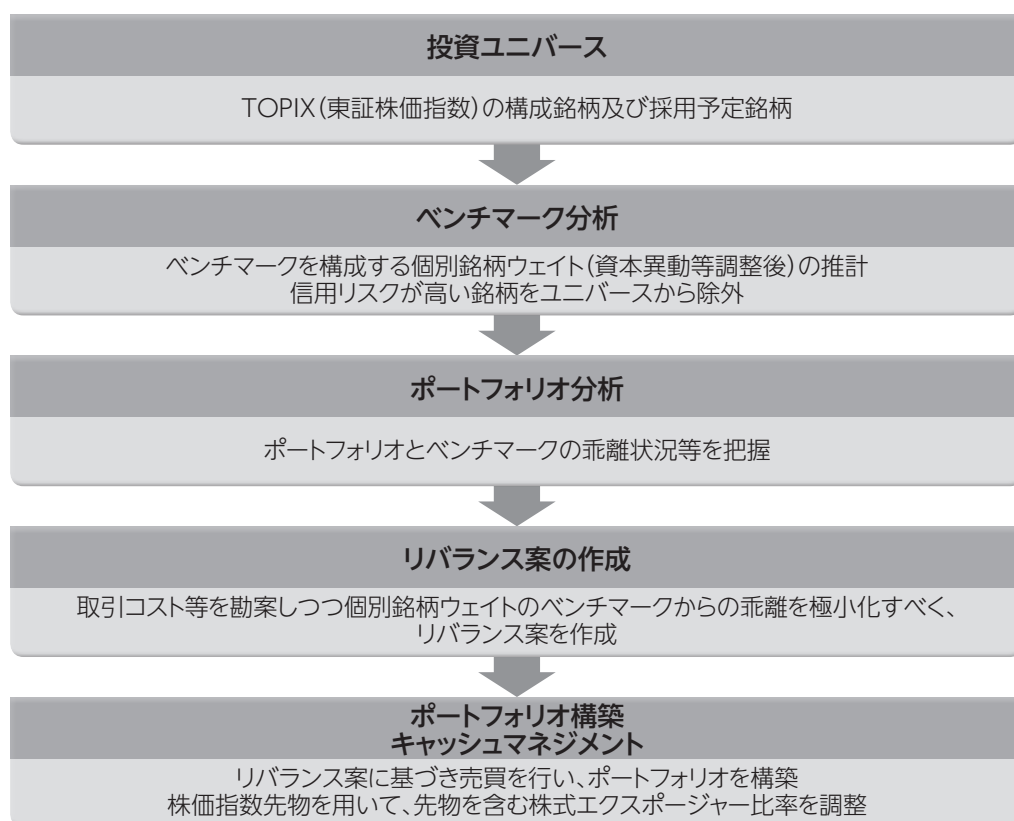 投資ユニバース
TOPIX(東証株価指数)の構成銘柄及び採用予定銘柄
ベンチマーク分析
ベンチマークを構成する個別銘柄ウェイト(資本異動等調整後)の推計
信用リスクが高い銘柄をユニバースから除外
ポートフォリオ分析
ポートフォリオとベンチマークの乖離状況等を把握
リバランス案の作成
取引コスト等を勘案しつつ個別銘柄ウェイトのベンチマークからの乖離を極小化すべく、
リバランス案を作成
ポートフォリオ構築
キャッシュマネジメント
リバランス案に基づき売買を行い、ポートフォリオを構築
株価指数先物を用いて、先物を含む株式エクスポージャー比率を調整